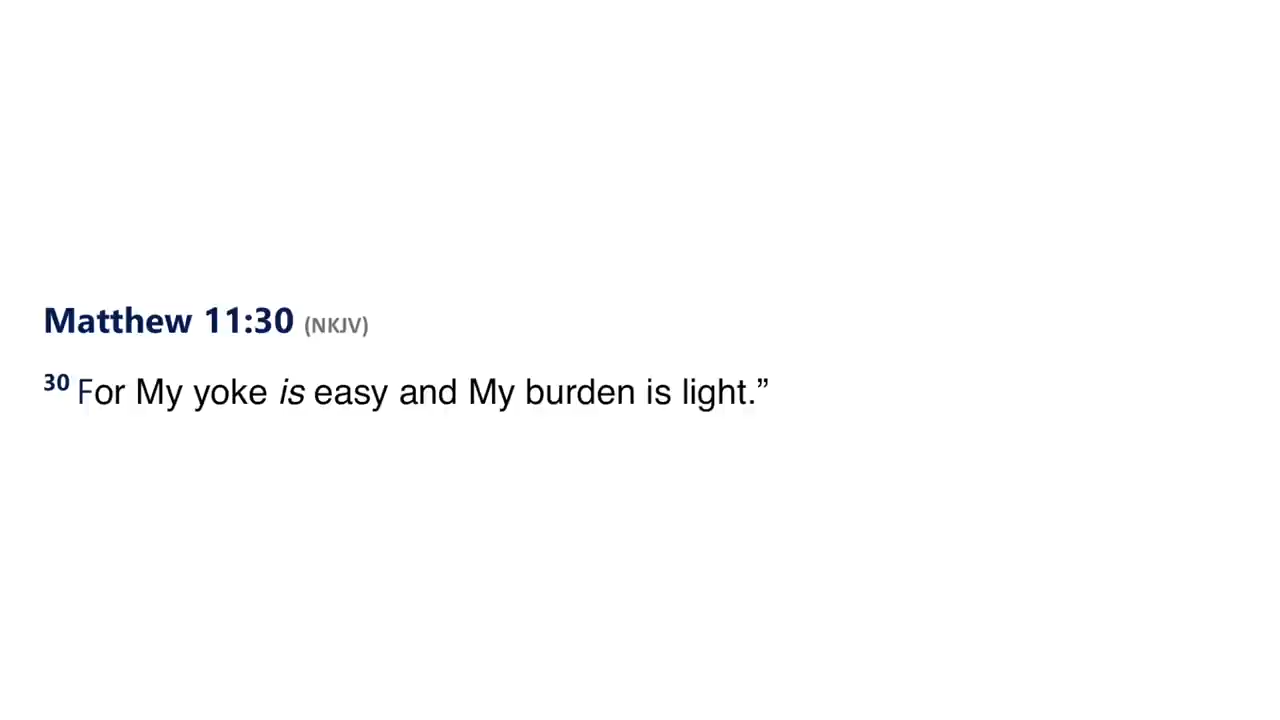 Matthew 11:30 (NKJV)
30 For My yoke is easy and My burden is light.”